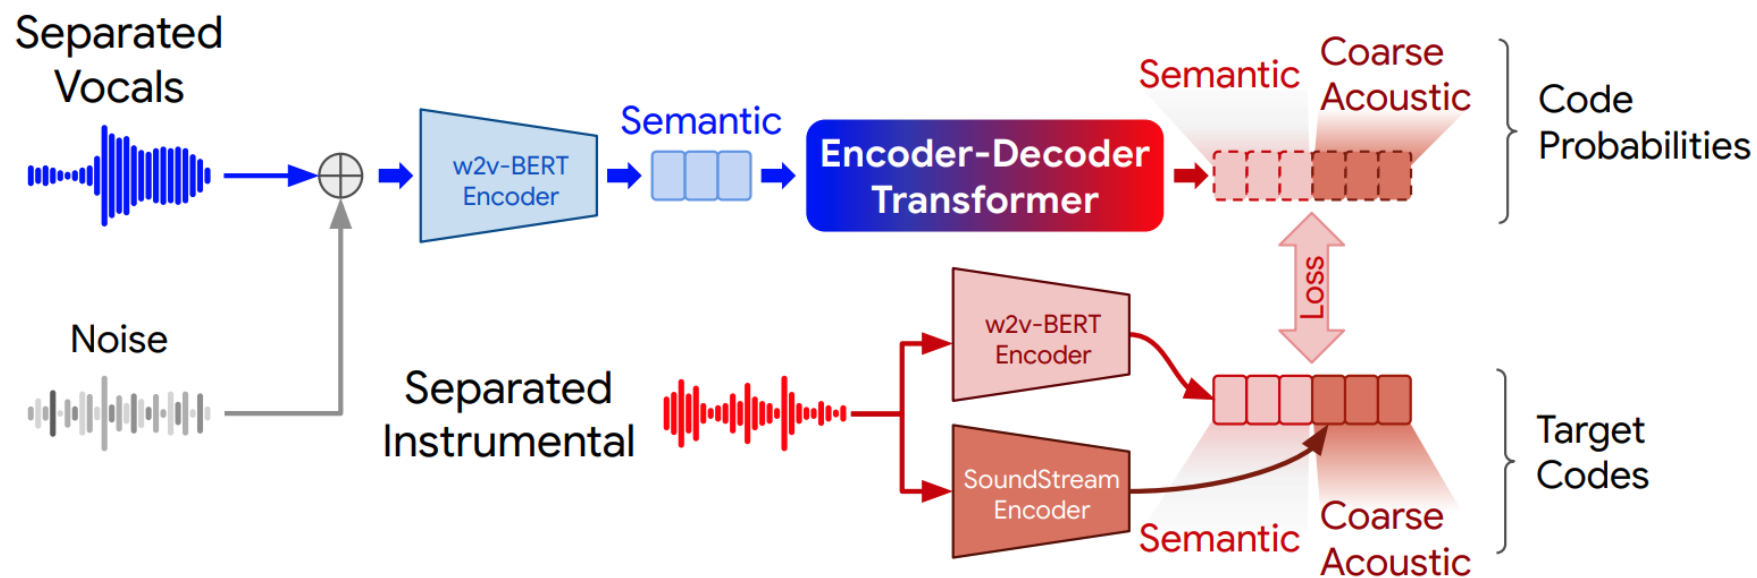 Separated
Vocals
w2v-BERT
Encoder
Semantic
Encoder-Decoder
Transformer
Semantic
Coarse
Acoustic
Code
Probabilities
Loss
Noise
Separated
Instrumental
w2v-BERT
Encoder
SoundStream
Encoder
Semantic
Coarse
Acoustic
Target
Codes